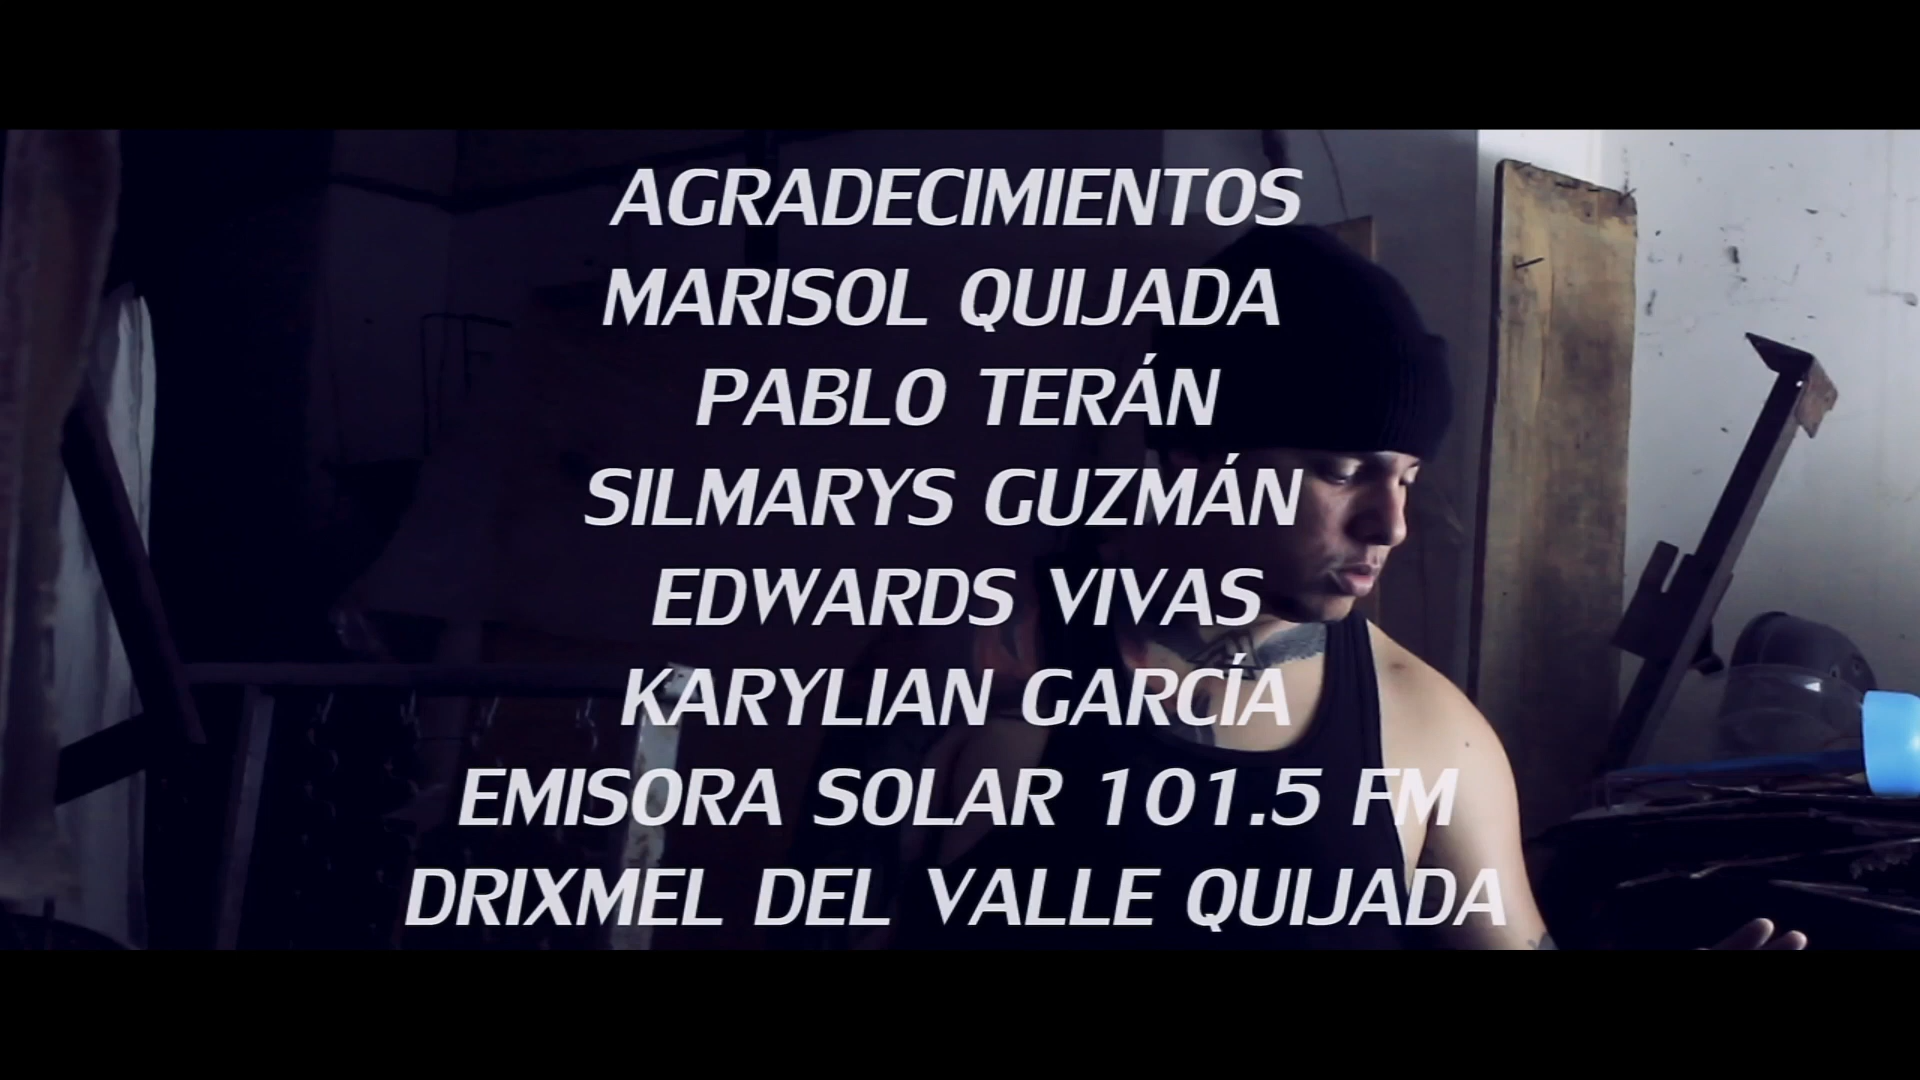 AGRADECIMIENTOS
MARISOL QUIJADA
PABLO TERÁN
SILMARYS GUZMÁN
EDWARDS VIVAS
KARYLIAN GARCÍA
EMISORA SOLAR 101.5 FM
DRIXMEL DEL VALLE QUIJADA